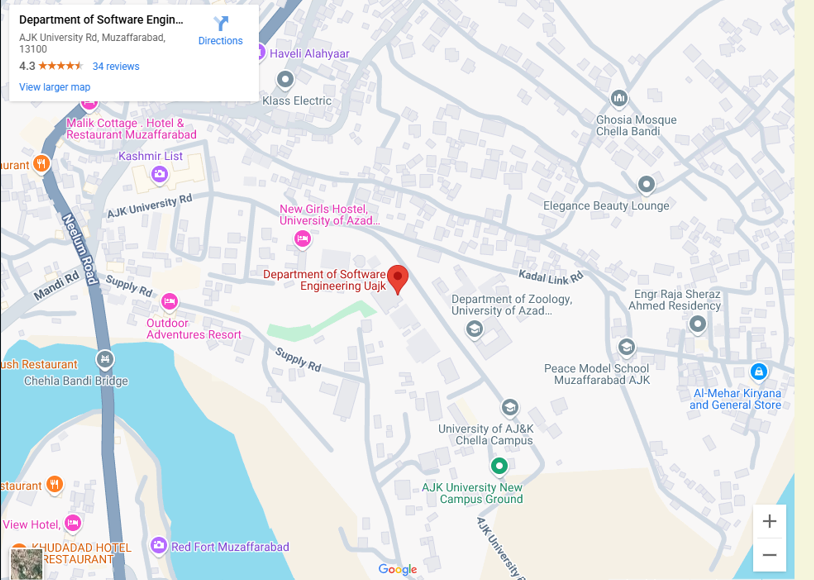 Department of Software Engin...
AJK University Rd, Muzaffarabad,
13100
4.3
34 reviews
View larger map
Directions
Haveli Alahyaar
Klass Electric
Malik Cottage . Hotel &
Restaurant Muzaffarabad
Kashmir List
aurant
AJK University Rd
Neelum Road
Mandi Rd
Supply Rd
New Girls Hostel,
University of Azad...
Ghosia Mosque
Chella Bandi
Elegance Beauty Lounge
Department of Software
Engineering Uajk
Kadal Link Rd
Department of Zoology,
University of Azad...
Engr Raja Sheraz
Ahmed Residency
Outdoor
Adventures Resort
Supply Rd
ush Restaurant
Chehla Bandi Bridge
Peace Model School
Muzaffarabad AJK
Al-Mehar Kiryana
and General Store
University of AJ&K
Chella Campus
AJK University New
Campus Ground
AJK University Rd
staurant
View Hotel,
KHUDADAD HOTEL
RESTAURANT
Red Fort Muzaffarabad
Google